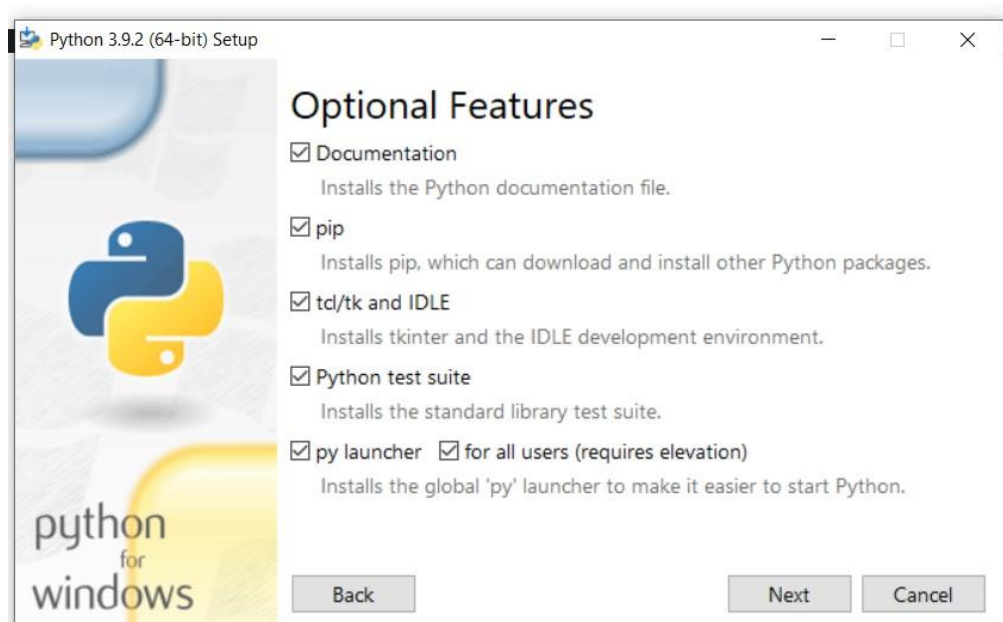 Python 3.9.2 (64-bit) Setup
Optional Features
Documentation
Installs the Python documentation file.
pip
Installs pip, which can download and install other Python packages.
tcl/tk and IDLE
Installs tkinter and the IDLE development environment.
Python test suite
Installs the standard library test suite.
py launcher for all users (requires elevation)
Installs the global 'py' launcher to make it easier to start Python.
python
for
windows
Back Next Cancel